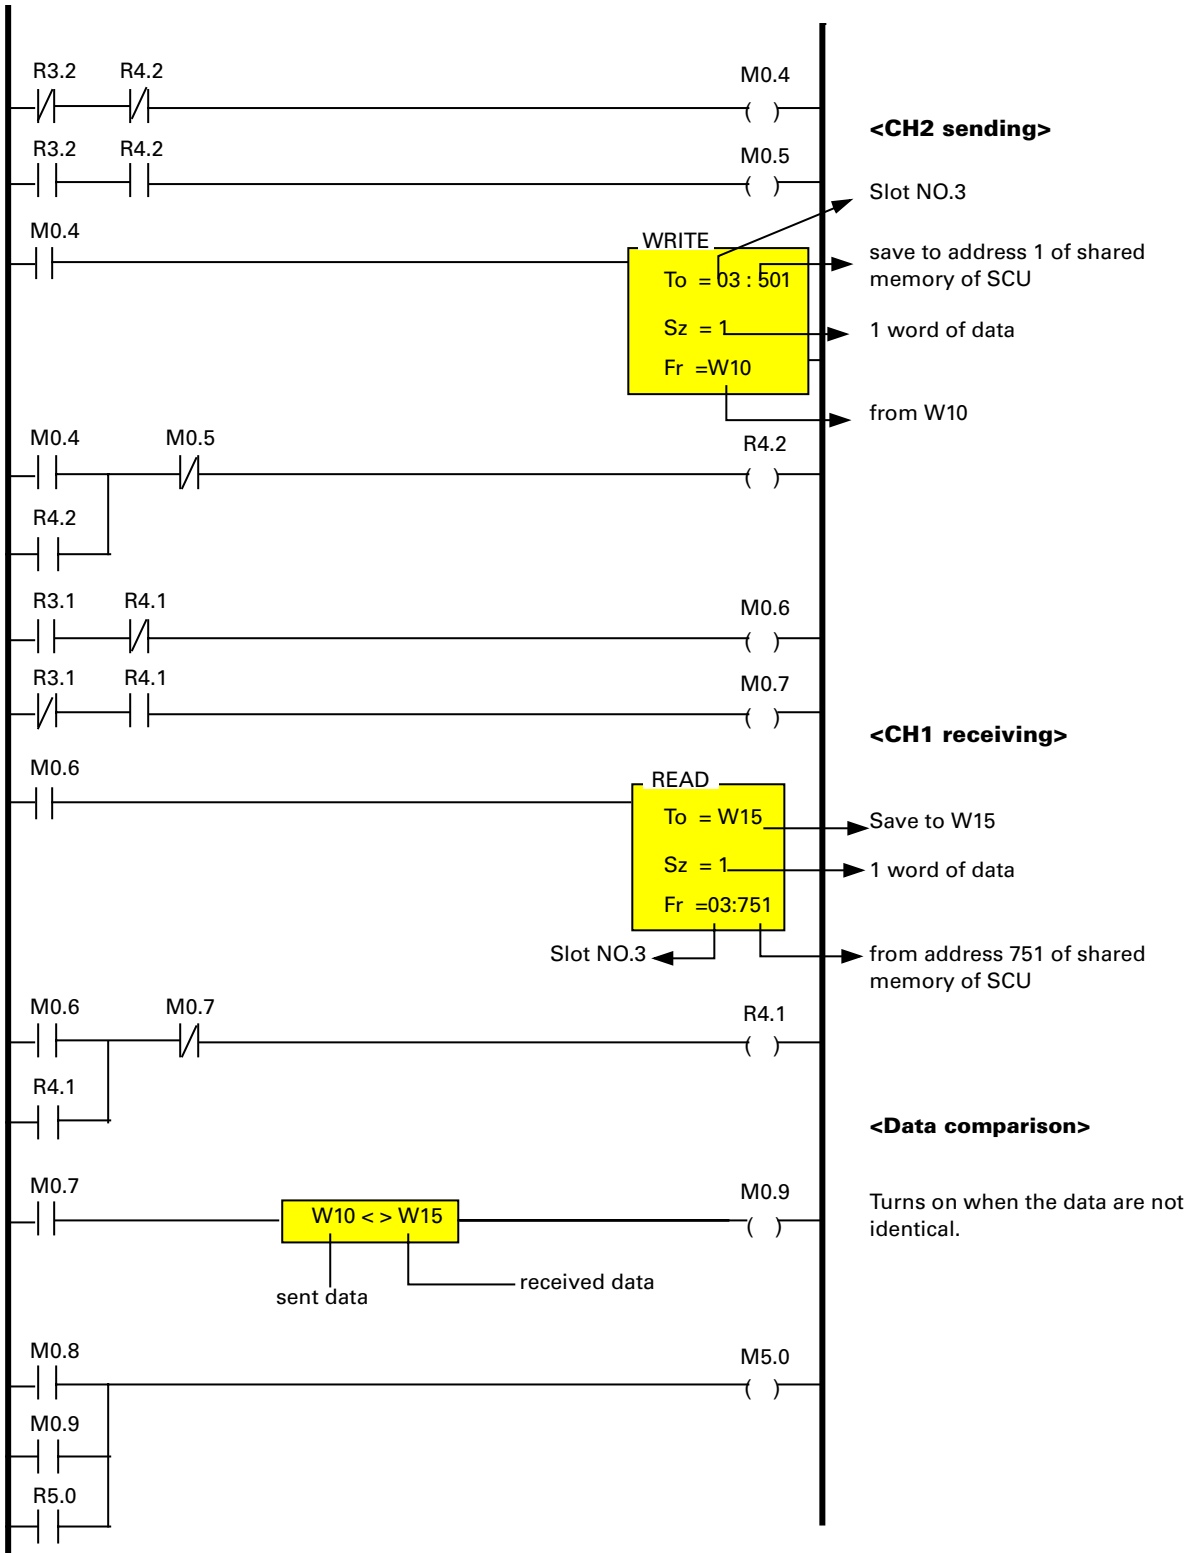 R3.2 R4.2 M0.4
<CH2 sending>
R3.2 R4.2 M0.5
Slot NO.3
M0.4
WRITE
To = 03 : 501
save to address 1 of shared
memory of SCU
Sz = 1
1 word of data
Fr =W10
from W10
M0.4 M0.5 R4.2
R4.2
R3.1 R4.1 M0.6
R3.1 R4.1 M0.7
<CH1 receiving>
M0.6
READ
To = W15
Save to W15
Sz = 1
1 word of data
Fr =03:751
Slot NO.3
from address 751 of shared
memory of SCU
M0.6 M0.7 R4.1
R4.1
<Data comparison>
M0.7 W10 < > W15 M0.9
Turns on when the data are not
identical.
sent data
received data
M0.8 M5.0
M0.9
R5.0